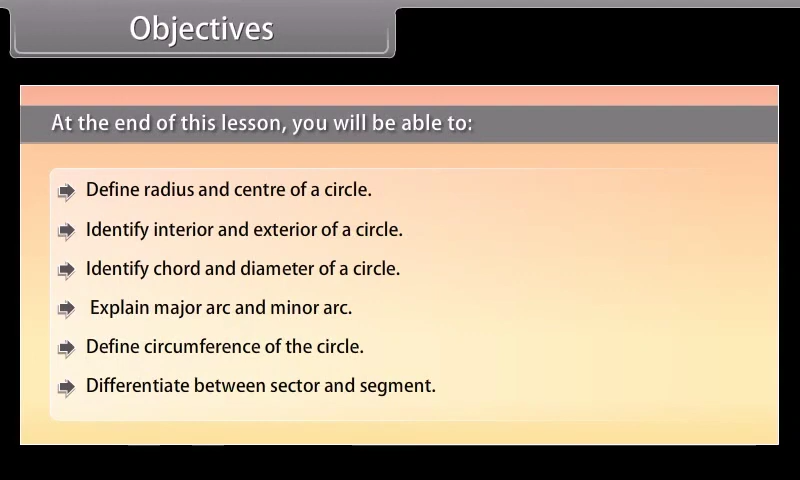 Objectives
At the end of this lesson, you will be able to:
Define radius and centre of a circle.
Identify interior and exterior of a circle.
Identify chord and diameter of a circle.
Explain major arc and minor arc.
Define circumference of the circle.
Differentiate between sector and segment.